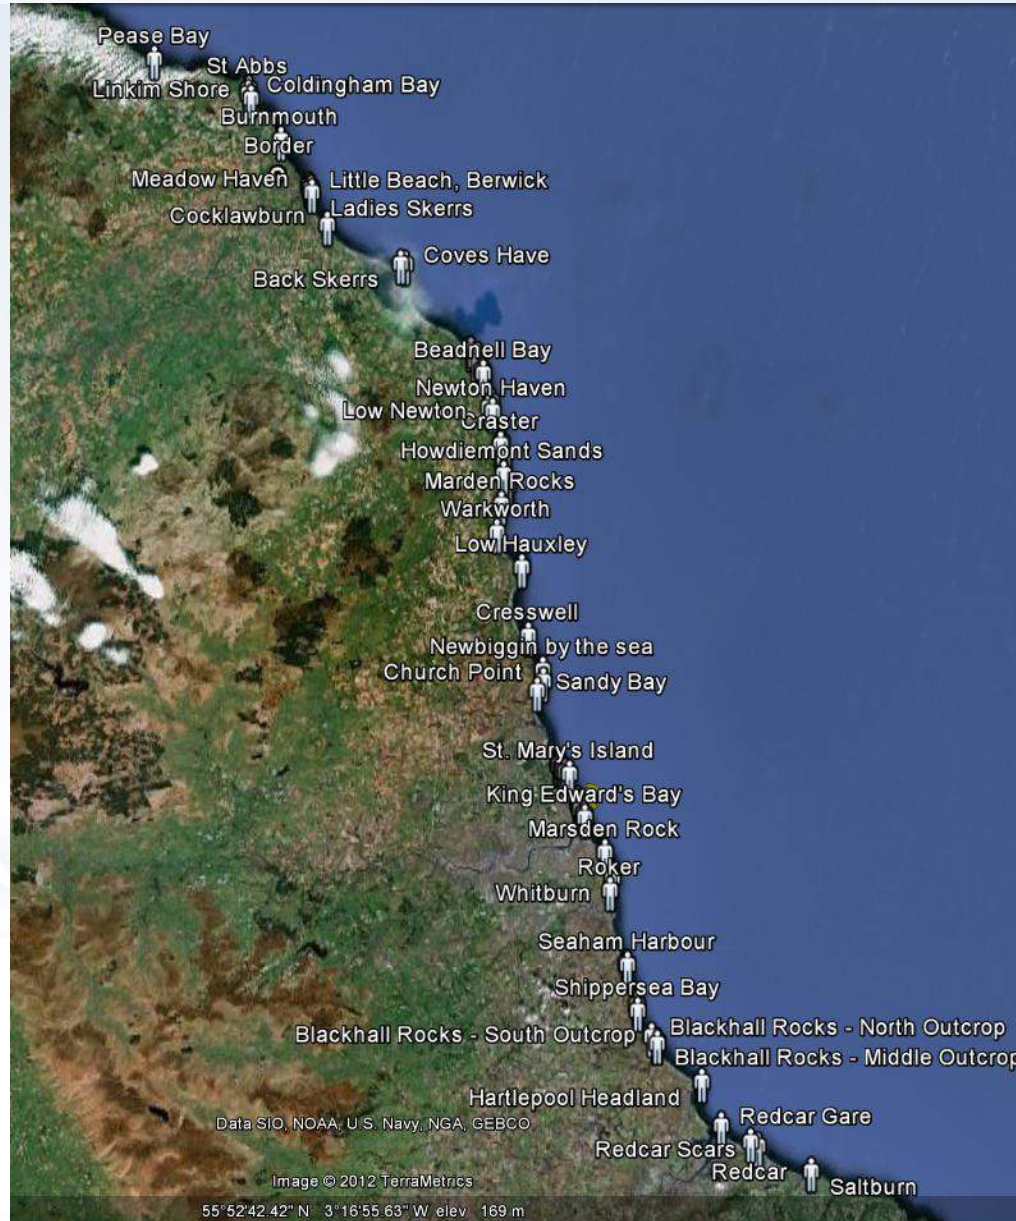 Pease Bay
St Abbs
Linkim Shore
Coldingham Bay
Burnmouth
Border
Meadow Haven
Little Beach, Berwick
Ladies Skerrs
Cocklawburn
Coves Have
Back Skerrs
Beadnell Bay
Newton Haven
Low Newton
Craster
Howdiemont Sands
Marden Rocks
Warkworth
Low Hauxley
Cresswell
Newbiggin by the sea
Church Point
Sandy Bay
St. Mary's Island
King Edward's Bay
Marsden Rock
Roker
Whitburn
Seaham Harbour
Shippersea Bay
Blackhall Rocks - North Outcrop
Blackhall Rocks - South Outcrop
Blackhall Rocks - Middle Outcrop
Hartlepool Headland
Redcar Gare
Data SIO, NOAA, U.S. Navy, NGA, GEBCO
Redcar Scars
Redcar
Image © 2012 TerraMetrics
Saltburn
55°52'42.42" N 3°16'55.63" W elev 169 m